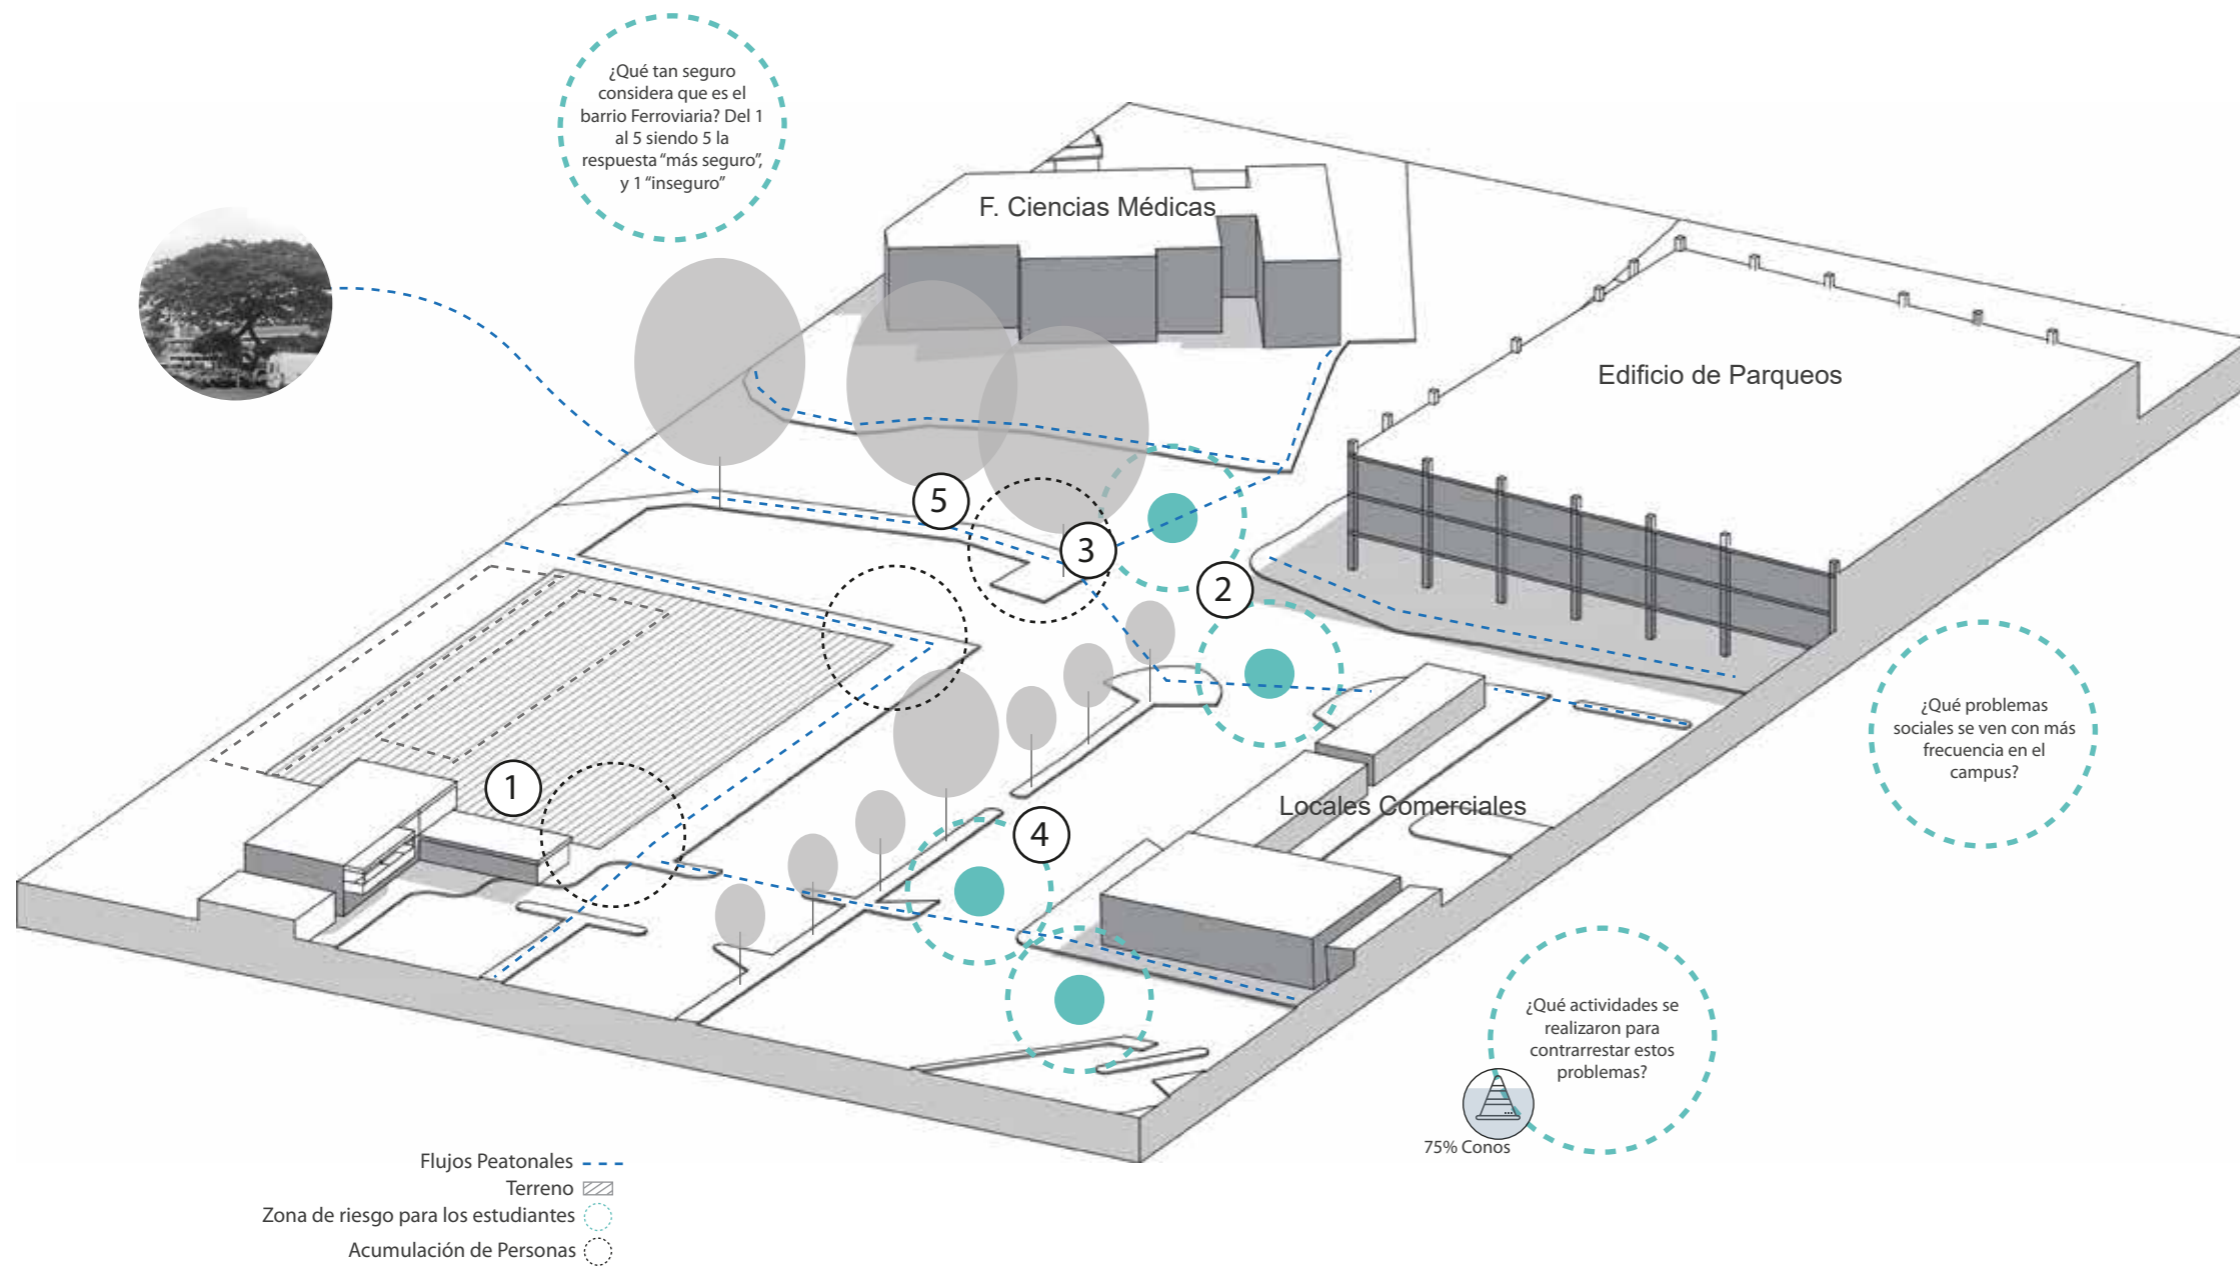 ¿Qué tan seguro
considera que es el
barrio Ferroviaria? Del 1
al 5 siendo 5 la
respuesta “más seguro”,
y 1 “inseguro”
F. Ciencias Médicas
Edificio de Parqueos
5
3
2
1
4
Locales Comerciales
¿Qué problemas
sociales se ven con más
frecuencia en el
campus?
¿Qué actividades se
realizaron para
contrarrestar estos
problemas?
75% Conos
Flujos Peatonales
Terreno
Zona de riesgo para los estudiantes
Acumulación de Personas